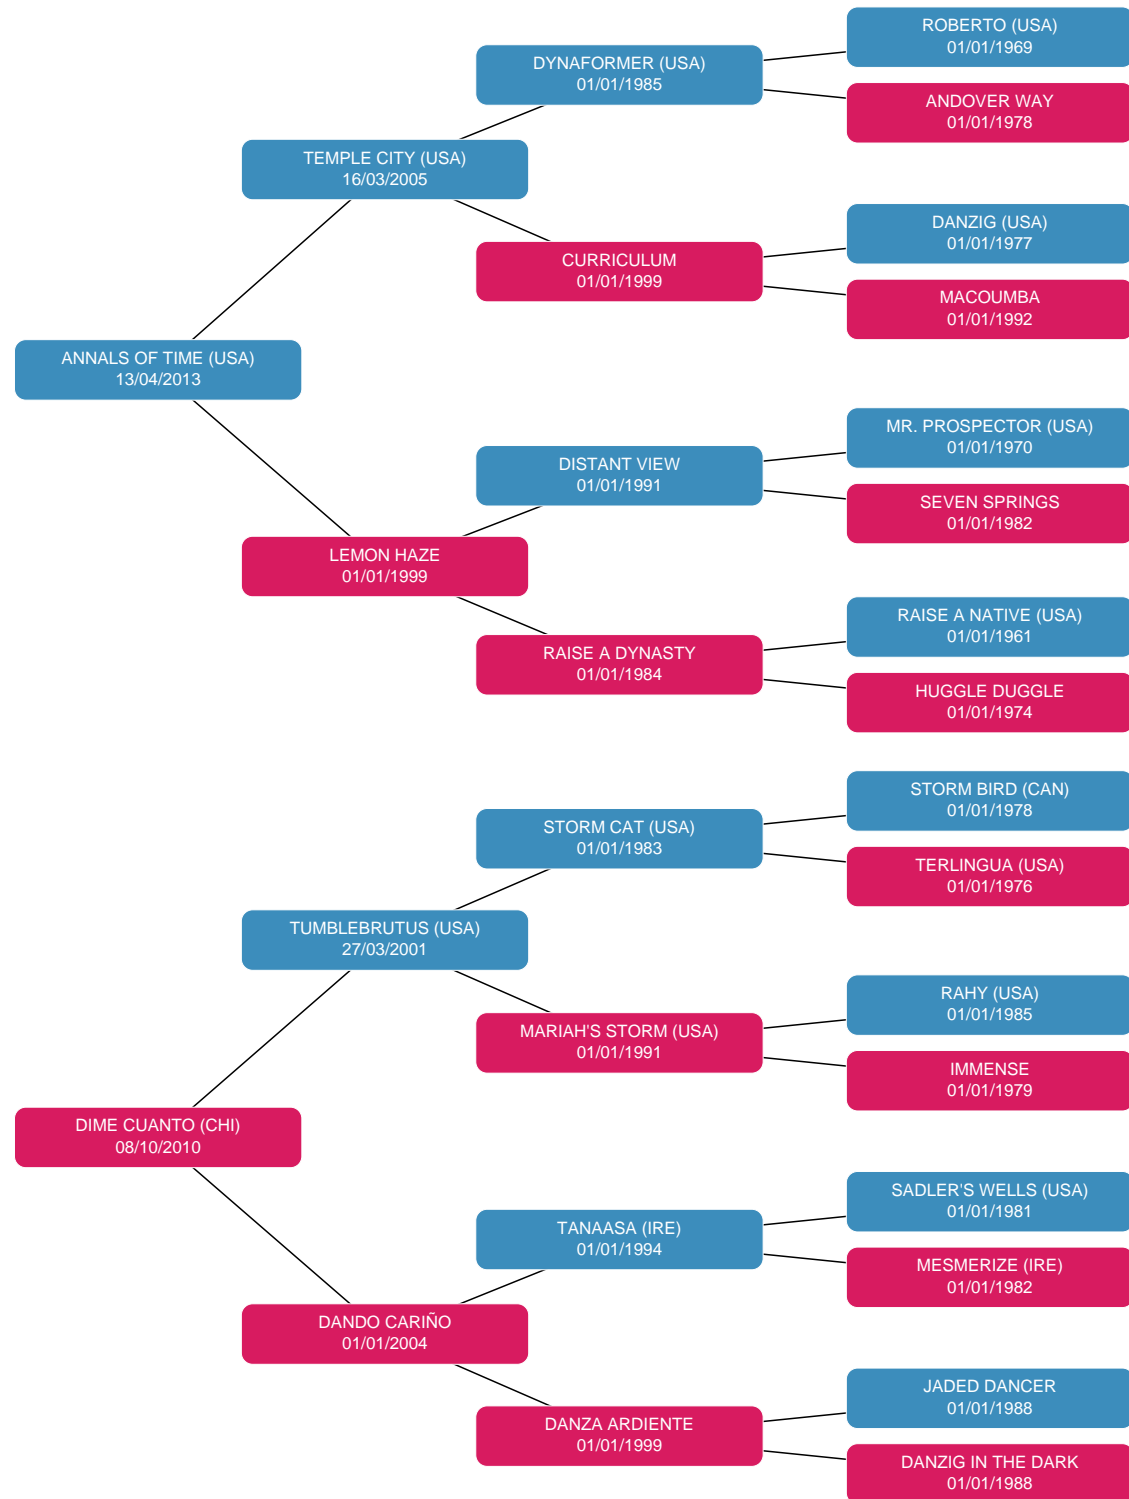 ROBERTO (USA)
01/01/1969
DYNAFORMER (USA)
01/01/1985
ANDOVER WAY
01/01/1978
TEMPLE CITY (USA)
16/03/2005
DANZIG (USA)
01/01/1977
CURRICULUM
01/01/1999
MACOUMBA
01/01/1992
ANNALS OF TIME (USA)
13/04/2013
MR. PROSPECTOR (USA)
01/01/1970
DISTANT VIEW
01/01/1991
SEVEN SPRINGS
01/01/1982
LEMON HAZE
01/01/1999
RAISE A NATIVE (USA)
01/01/1961
RAISE A DYNASTY
01/01/1984
HUGGLE DUGGLE
01/01/1974
STORM BIRD (CAN)
01/01/1978
STORM CAT (USA)
01/01/1983
TERLINGUA (USA)
01/01/1976
TUMBLEBRUTUS (USA)
27/03/2001
RAHY (USA)
01/01/1985
MARIAH'S STORM (USA)
01/01/1991
IMMENSE
01/01/1979
DIME CUANTO (CHI)
08/10/2010
SADLER'S WELLS (USA)
01/01/1981
TANAASA (IRE)
01/01/1994
MESMERIZE (IRE)
01/01/1982
DANDO CARIÑO
01/01/2004
JADED DANCER
01/01/1988
DANZA ARDIENTE
01/01/1999
DANZIG IN THE DARK
01/01/1988